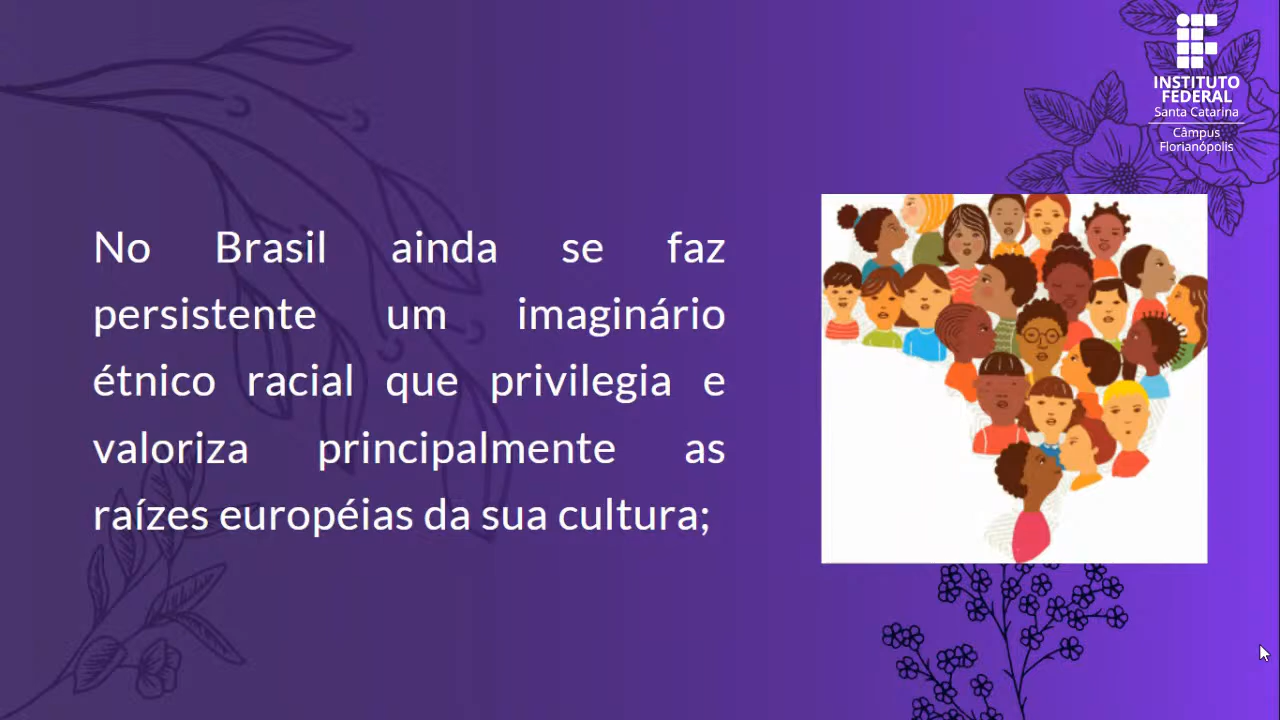 INSTITUTO
FEDERAL
Santa Catarina
Câmpus
Florianópolis
No Brasil ainda se faz
persistente um imaginário
étnico racial que privilegia e
valoriza principalmente as
raízes européias da sua cultura;